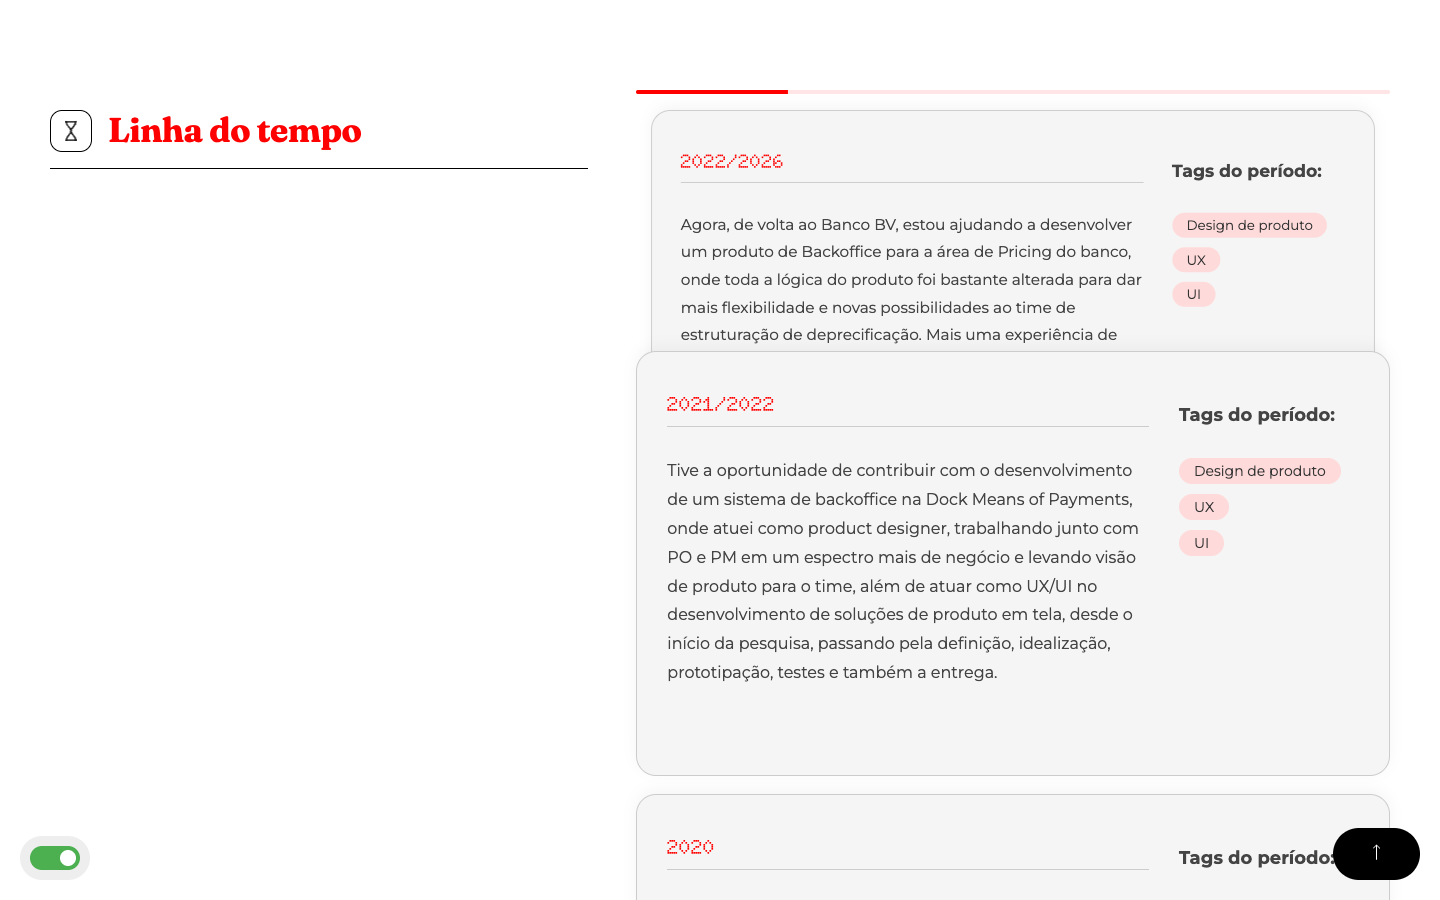 Linha do tempo
2022/2026
Agora, de volta ao Banco BV, estou ajudando a desenvolver
um produto de Backoffice para a área de Pricing do banco,
onde toda a lógica do produto foi bastante alterada para dar
mais flexibilidade e novas possibilidades ao time de
estruturação de deprecificação. Mais uma experiência de
Tags do período:
Design de produto
UX
UI
2021/2022
Tive a oportunidade de contribuir com o desenvolvimento
de um sistema de backoffice na Dock Means of Payments,
onde atuei como product designer, trabalhando junto com
PO e PM em um espectro mais de negócio e levando visão
de produto para o time, além de atuar como UX/UI no
desenvolvimento de soluções de produto em tela, desde o
início da pesquisa, passando pela definição, idealização,
prototipação, testes e também a entrega.
Tags do período:
Design de produto
UX
UI
2020
Tags do período:
↑